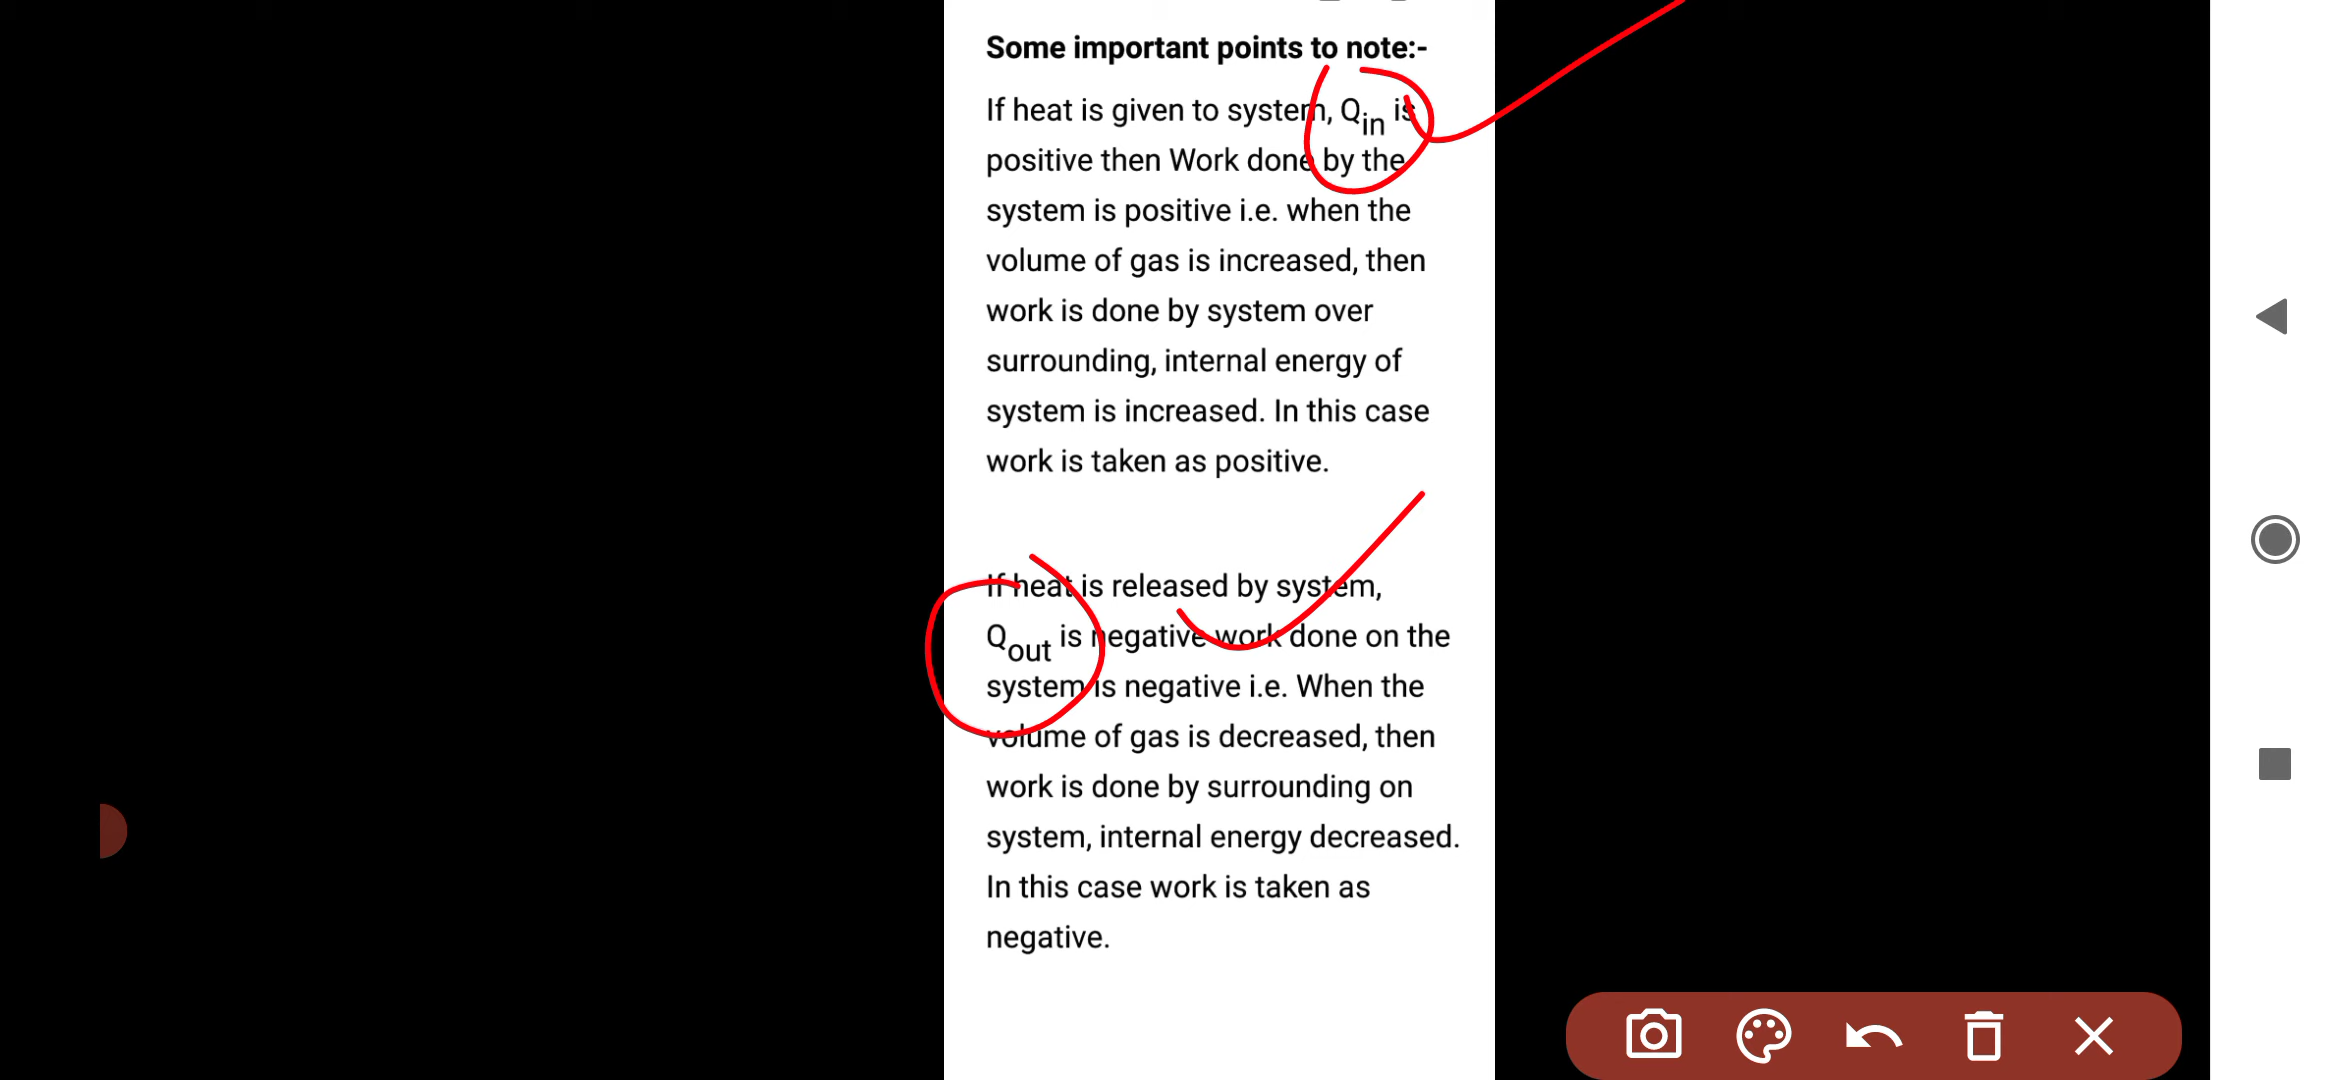 Some important points to note:-
If heat is given to system, Qin is
positive then Work done by the
system is positive i.e. when the
volume of gas is increased, then
work is done by system over
surrounding, internal energy of
system is increased. In this case
work is taken as positive.
If heat is released by system,
Qout is negative work done on the
system is negative i.e. When the
volume of gas is decreased, then
work is done by surrounding on
system, internal energy decreased.
In this case work is taken as
negative.